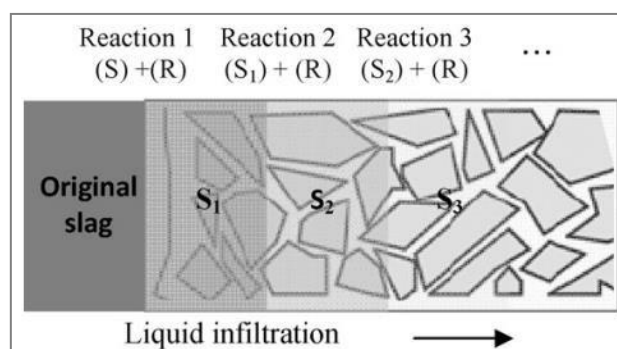 Reaction 1 Reaction 2 Reaction 3 …
(S) +(R) (S₁) + (R) (S₂) + (R)
Original
slag
S₁ S₂ S₃
Liquid infiltration